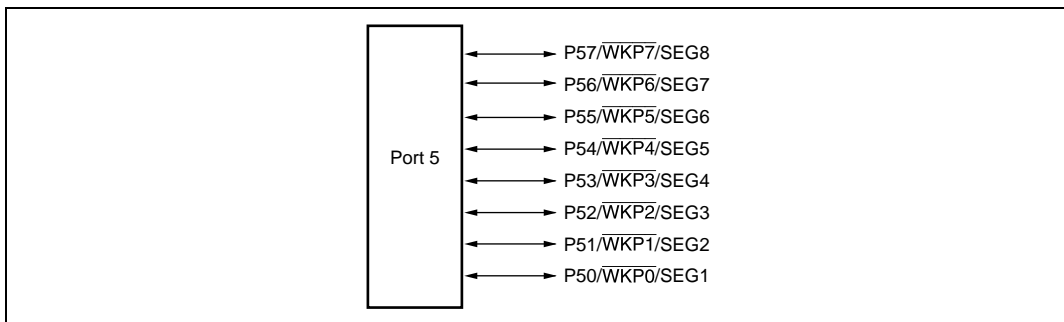 Port 5
P57/WKP7/SEG8
P56/WKP6/SEG7
P55/WKP5/SEG6
P54/WKP4/SEG5
P53/WKP3/SEG4
P52/WKP2/SEG3
P51/WKP1/SEG2
P50/WKP0/SEG1